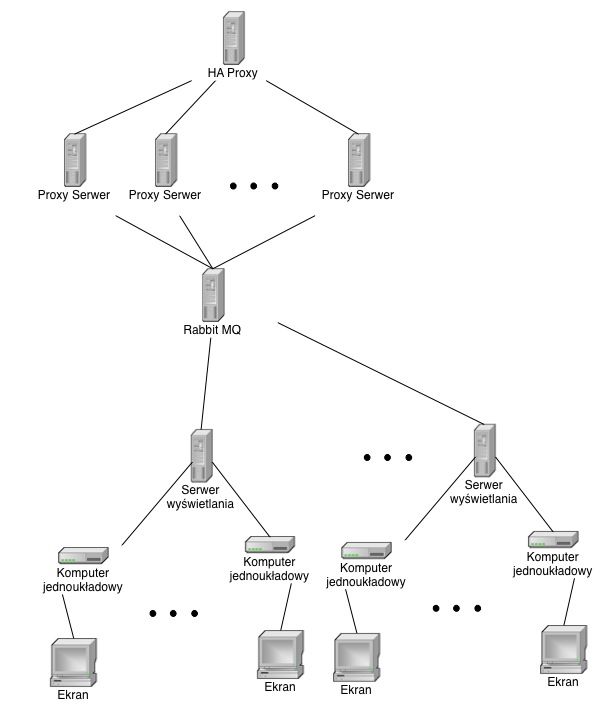 HA Proxy
Proxy Serwer
Proxy Serwer
Proxy Serwer
Rabbit MQ
Serwer
wyświetlania
Serwer
wyświetlania
Komputer
jednoukładowy
Komputer
jednoukładowy
Komputer
jednoukładowy
Komputer
jednoukładowy
Ekran
Ekran
Ekran
Ekran